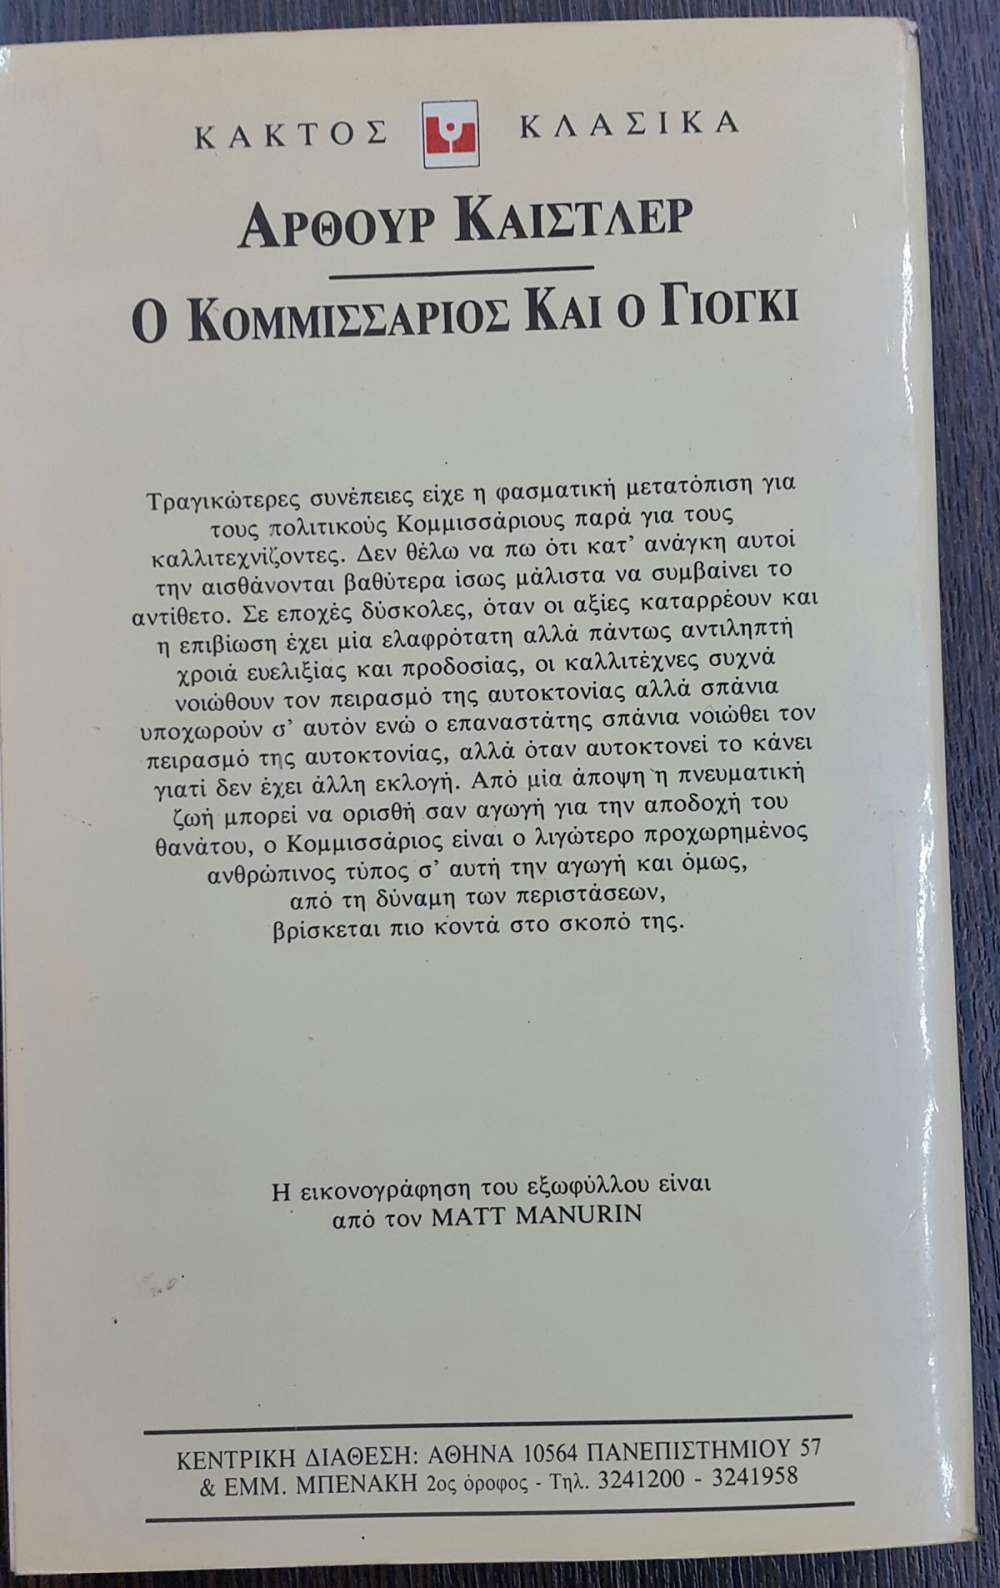 ΚΑΚΤΟΣ ΚΛΑΣΙΚΑ
ΑΡΘΟΥΡ ΚΑΙΣΤΛΕΡ
Ο ΚΟΜΜΙΣΣΑΡΙΟΣ ΚΑΙ Ο ΓΙΟΓΚΙ
Τραγικώτερες συνέπειες είχε η φασματική μετατόπιση για
τους πολιτικούς Κομμισσάριους παρά για τους
καλλιτεχνίζοντες. Δεν θέλω να πω ότι κατ' ανάγκη αυτοί
την αισθάνονται βαθύτερα ίσως μάλιστα να συμβαίνει το
αντίθετο. Σε εποχές δύσκολες, όταν οι αξίες καταρρέουν και
η επιβίωση έχει μία ελαφρότατη αλλά πάντως αντιληπτή
χροιά ευελιξίας και προδοσίας, οι καλλιτέχνες συχνά
νοιώθουν τον πειρασμό της αυτοκτονίας αλλά σπάνια
υποχωρούν σ' αυτόν ενώ ο επαναστάτης σπάνια νοιώθει τον
πειρασμό της αυτοκτονίας, αλλά όταν αυτοκτονεί το κάνει
γιατί δεν έχει άλλη εκλογή. Από μία άποψη η πνευματική
ζωή μπορεί να ορισθή σαν αγωγή για την αποδοχή του
θανάτου, ο Κομμισσάριος είναι ο λιγώτερο προχωρημένος
ανθρώπινος τύπος σ' αυτή την αγωγή και όμως,
από τη δύναμη των περιστάσεων,
βρίσκεται πιο κοντά στο σκοπό της.
Η εικονογράφηση του εξωφύλλου είναι
από τον MATT MANURIN
ΚΕΝΤΡΙΚΗ ΔΙΑΘΕΣΗ: ΑΘΗΝΑ 10564 ΠΑΝΕΠΙΣΤΗΜΙΟΥ 57
& ΕΜΜ. ΜΠΕΝΑΚΗ 2ος όροφος - Τηλ. 3241200 - 3241958